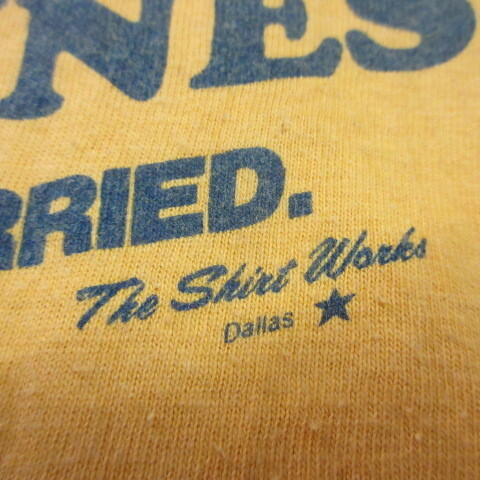 NES
RRIED.
The Shirt Works
Dallas